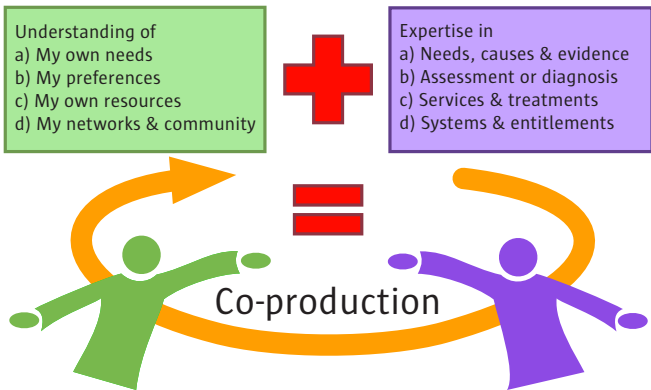 Understanding of
a) My own needs
b) My preferences
c) My own resources
d) My networks & community
Expertise in
a) Needs, causes & evidence
b) Assessment or diagnosis
c) Services & treatments
d) Systems & entitlements
Co-production